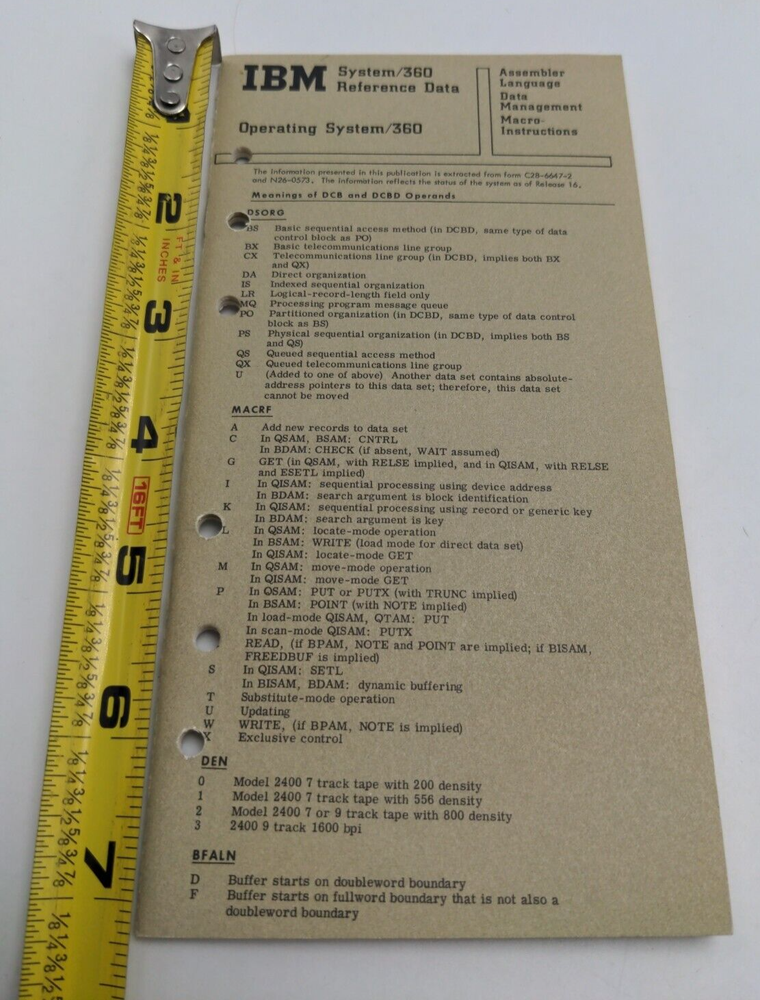 IBM System/360
Reference Data
Operating System/360
Assembler
Language
Data
Management
Macro-
Instructions
The information presented in this publication is extracted from form C28-6647-2
and N26-0573. The information reflects the status of the system as of Release 16.
Meanings of DCB and DCBD Operands
DSORG
BS Basic sequential access method (in DCBD, same type of data
control block as PO)
BX Basic telecommunications line group
CX Telecommunications line group (in DCBD, implies both BX
and QX)
DA Direct organization
IS Indexed sequential organization
LR Logical-record-length field only
MQ Processing program message queue
PO Partitioned organization (in DCBD, same type of data control
block as BS)
PS Physical sequential organization (in DCBD, implies both BS
and QS)
QS Queued sequential access method
QX Queued telecommunications line group
U (Added to one of above) Another data set contains absolute-
address pointers to this data set; therefore, this data set
cannot be moved
MACRF
A Add new records to data set
C In QSAM, BSAM: CNTRL
In BDAM: CHECK (if absent, WAIT assumed)
G GET (in QSAM, with RELSE implied, and in QISAM, with RELSE
and ESETL implied)
I In QISAM: sequential processing using device address
In BDAM: search argument is block identification
K In QISAM: sequential processing using record or generic key
In BDAM: search argument is key
L In QSAM: locate-mode operation
In BSAM: WRITE (load mode for direct data set)
In QISAM: locate-mode GET
M In QSAM: move-mode operation
In QISAM: move-mode GET
P In QSAM: PUT or PUTX (with TRUNC implied)
In BSAM: POINT (with NOTE implied)
In load-mode QISAM, QTAM: PUT
In scan-mode QISAM: PUTX
READ, (if BPAM, NOTE and POINT are implied; if BISAM,
FREEDBUF is implied)
S In QISAM: SETL
In BISAM, BDAM: dynamic buffering
T Substitute-mode operation
U Updating
W WRITE, (if BPAM, NOTE is implied)
X Exclusive control
DEN
0 Model 2400 7 track tape with 200 density
1 Model 2400 7 track tape with 556 density
2 Model 2400 7 or 9 track tape with 800 density
3 2400 9 track 1600 bpi
BFALN
D Buffer starts on doubleword boundary
F Buffer starts on fullword boundary that is not also a
doubleword boundary
2
FT & IN
INCHES
3
4
16FT
5
6
7